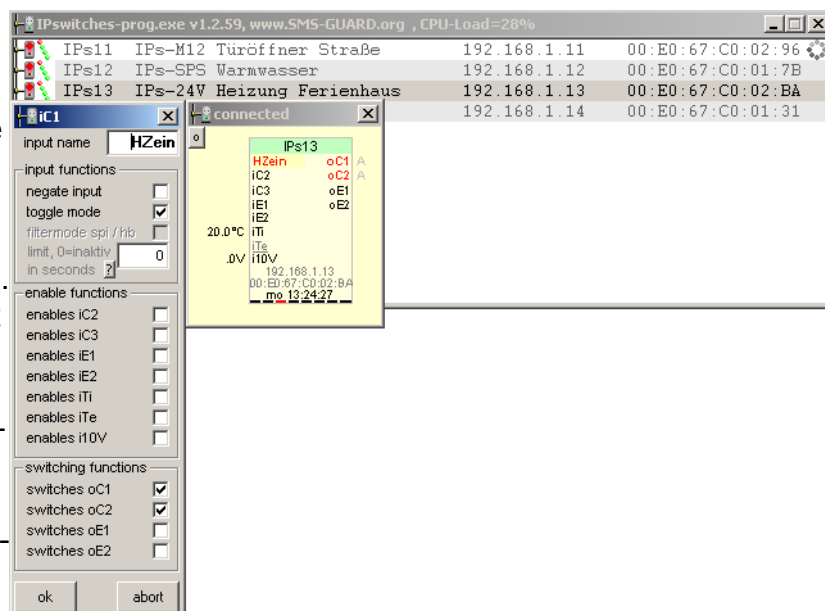 IPswitches-prog.exe v1.2.59, www.SMS-GUARD.org , CPU-Load=28%
IPs11 IPs-M12 Türöffner Straße 192.168.1.11 00:E0:67:C0:02:96
IPs12 IPs-SPS Warmwasser 192.168.1.12 00:E0:67:C0:01:7B
IPs13 IPs-24V Heizung Ferienhaus 192.168.1.13 00:E0:67:C0:02:BA
192.168.1.14 00:E0:67:C0:01:31
iC1
input name HZein
input functions
negate input
toggle mode
filtermode spi / hb
limit, 0=inaktiv 0
in seconds ?
enable functions
enables iC2
enables iC3
enables iE1
enables iE2
enables iTi
enables iTe
enables i10V
switching functions
switches oC1
switches oC2
switches oE1
switches oE2
ok abort
connected
o
IPs13
HZein oC1 A
iC2 oC2 A
iC3 oE1
iE1 oE2
iE2
20.0°C iTi
iTe
.0V i10V
192.168.1.13
00:E0:67:C0:02:BA
mo 13:24:27